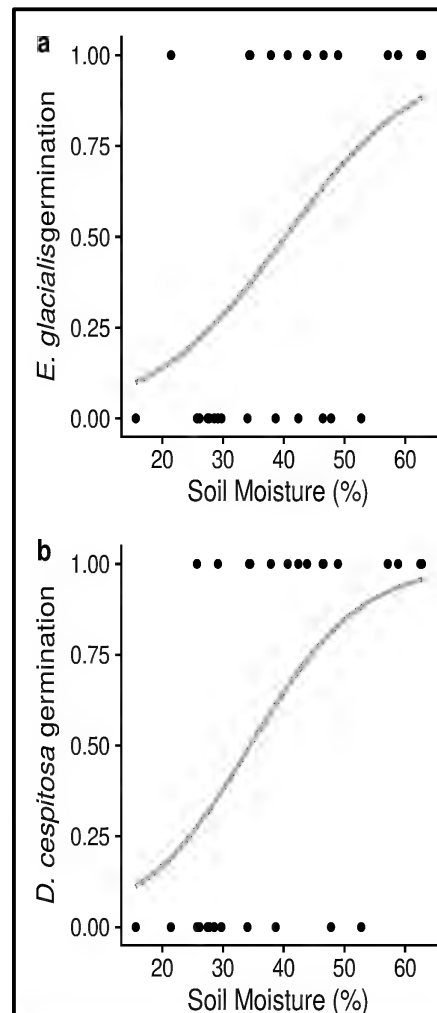 a
E. glacialisgermination
1.00
0.75
0.50
0.25
0.00
20 30 40 50 60
Soil Moisture (%)
b
D. cespitosa germination
1.00
0.75
0.50
0.25
0.00
20 30 40 50 60
Soil Moisture (%)